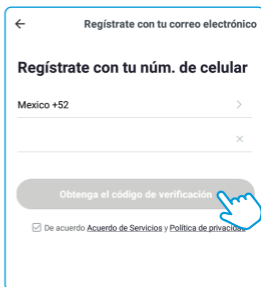 Regístrate con tu correo electrónico
Regístrate con tu núm. de celular
Mexico +52
Obtenga el código de verificación
De acuerdo Acuerdo de Servicios y Política de privacidad